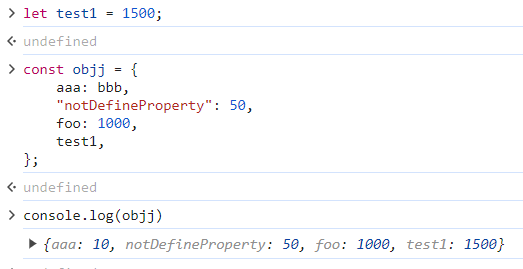 let test1 = 1500;
undefined
const objj = {
    aaa: bbb,
    "notDefineProperty": 50,
    foo: 1000,
    test1,
};
undefined
console.log(objj)
{aaa: 10, notDefineProperty: 50, foo: 1000, test1: 1500}